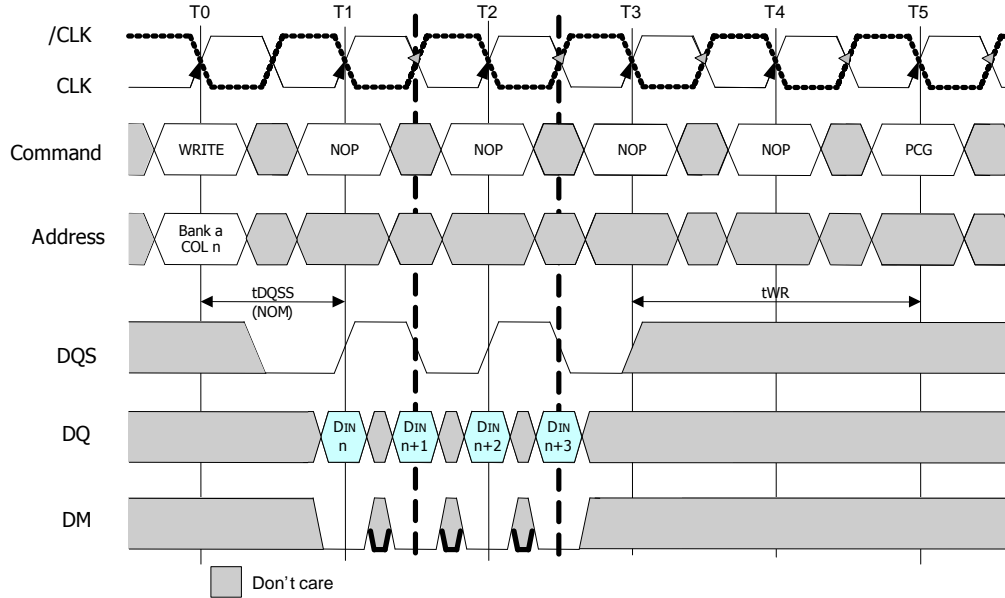 T0 T1 T2 T3 T4 T5
/CLK
CLK
Command WRITE NOP NOP NOP NOP PCG
Address Bank a
COL n
tDQSS
(NOM)
tWR
DQS
DQ DIN
n
DIN
n+1
DIN
n+2
DIN
n+3
DM
Don't care